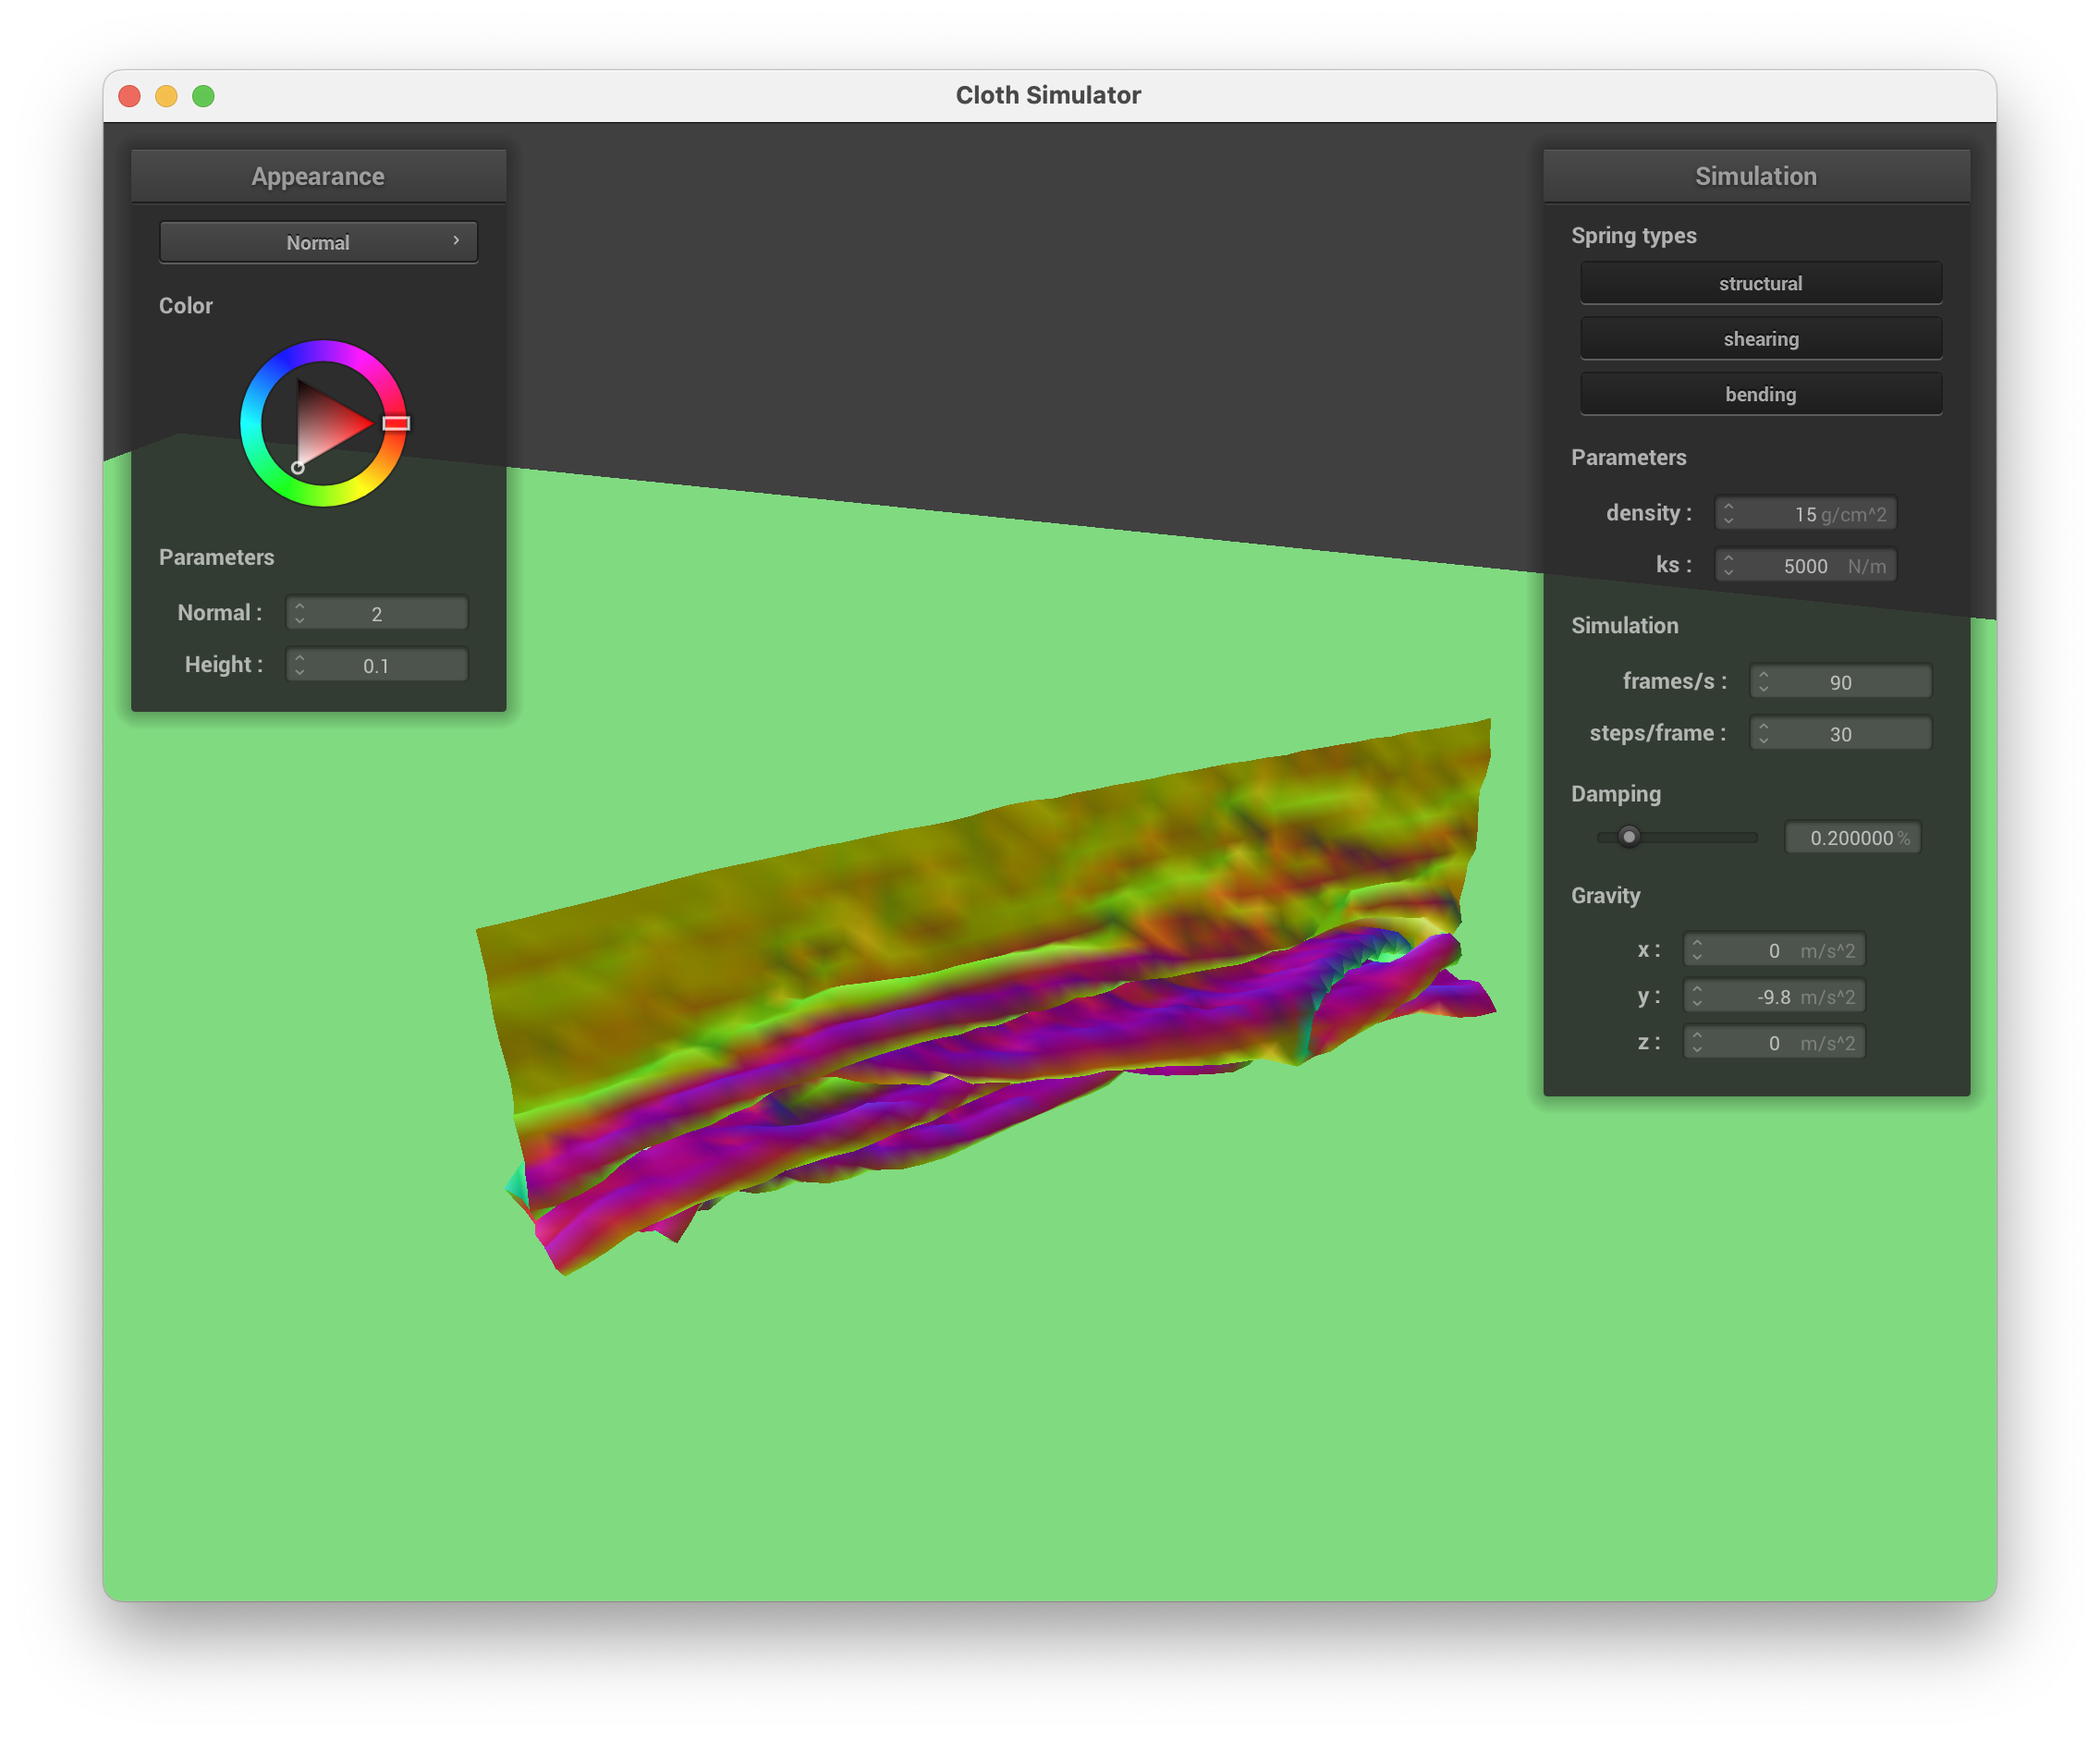 Cloth Simulator
Appearance
Normal
Color
Parameters
Normal : 2
Height : 0.1
Simulation
Spring types
structural
shearing
bending
Parameters
density : 15 g/cm^2
ks : 5000 N/m
Simulation
frames/s : 90
steps/frame : 30
Damping
0.200000 %
Gravity
x : 0 m/s^2
y : -9.8 m/s^2
z : 0 m/s^2